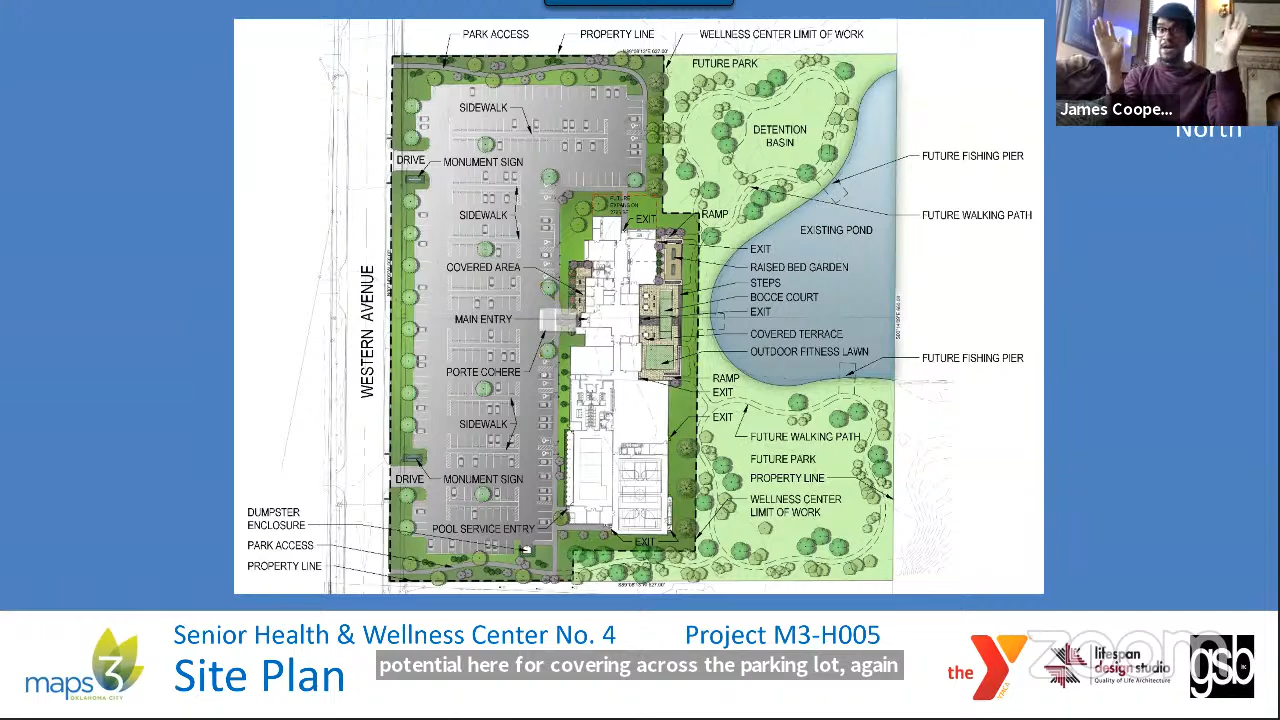 PARK ACCESS
PROPERTY LINE
WELLNESS CENTER LIMIT OF WORK
FUTURE PARK
SIDEWALK
DETENTION
BASIN
DRIVE
MONUMENT SIGN
FUTURE FISHING PIER
SIDEWALK
FUTURE
EXPANSION
EXIT
RAMP
FUTURE WALKING PATH
EXISTING POND
EXIT
COVERED AREA
RAISED BED GARDEN
STEPS
BOCCE COURT
EXIT
MAIN ENTRY
WESTERN AVENUE
COVERED TERRACE
OUTDOOR FITNESS LAWN
FUTURE FISHING PIER
PORTE COHERE
RAMP
EXIT
EXIT
SIDEWALK
FUTURE WALKING PATH
FUTURE PARK
DRIVE
MONUMENT SIGN
PROPERTY LINE
WELLNESS CENTER
LIMIT OF WORK
DUMPSTER
ENCLOSURE
POOL SERVICE ENTRY
EXIT
PARK ACCESS
PROPERTY LINE
James Coope...
North
Senior Health & Wellness Center No. 4
Project M3-H005
Site Plan
potential here for covering across the parking lot, again
maps 3
OKLAHOMA CITY
the Y
YMCA
lifespan
design studio
Quality of Life Architecture
gsb
INC
zoom